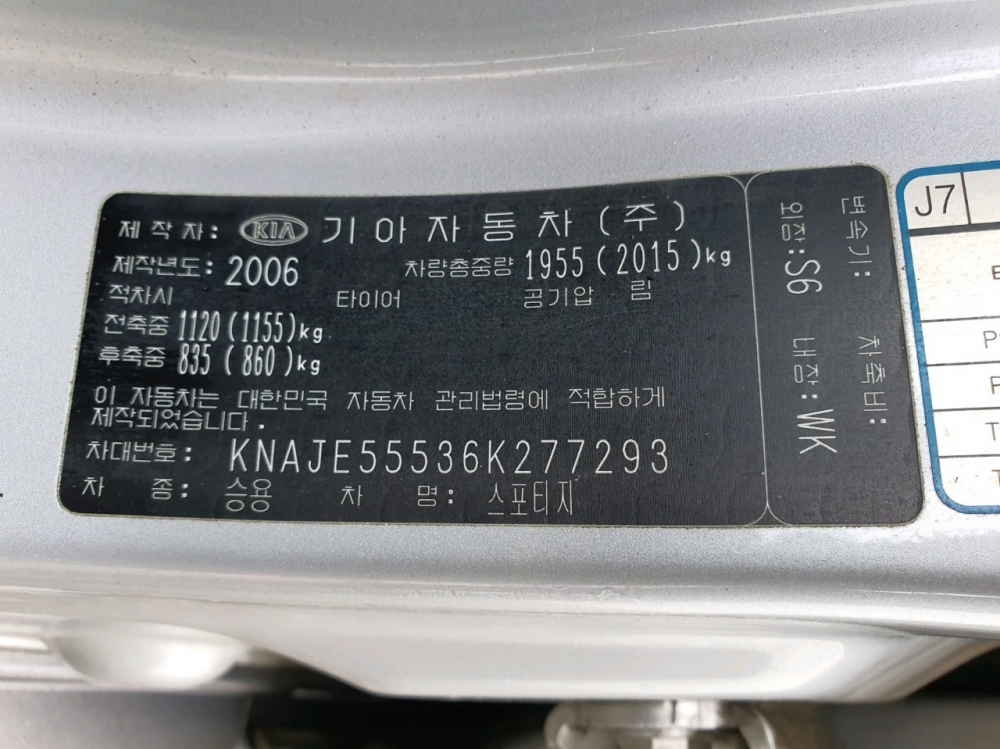 제 작 자: KIA 기 아 자 동 차 (주)
제작년도: 2006 차량총중량 1955 (2015)kg
적차시 타이어 공기압 림
전축중 1120 (1155)kg
후축중 835 (860)kg
이 자동차는 대한민국 자동차 관리법령에 적합하게
제작되었습니다.
차대번호: KNAJE55536K277293
차 종: 승용 차 명: 스포티지
변속기: 차축비:
외장:S6 내장:WK
J7